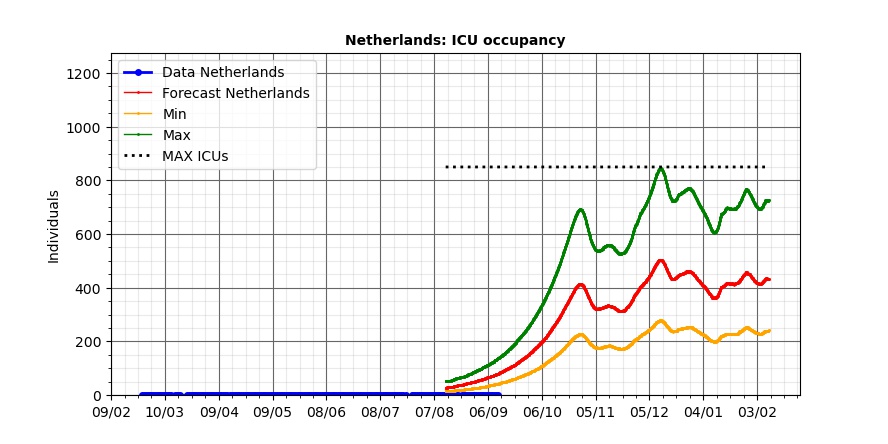 Netherlands: ICU occupancy
Individuals
1200
1000
800
600
400
200
0
Data Netherlands
Forecast Netherlands
Min
Max
MAX ICUs
09/02 10/03 09/04 09/05 08/06 08/07 07/08 06/09 06/10 05/11 05/12 04/01 03/02